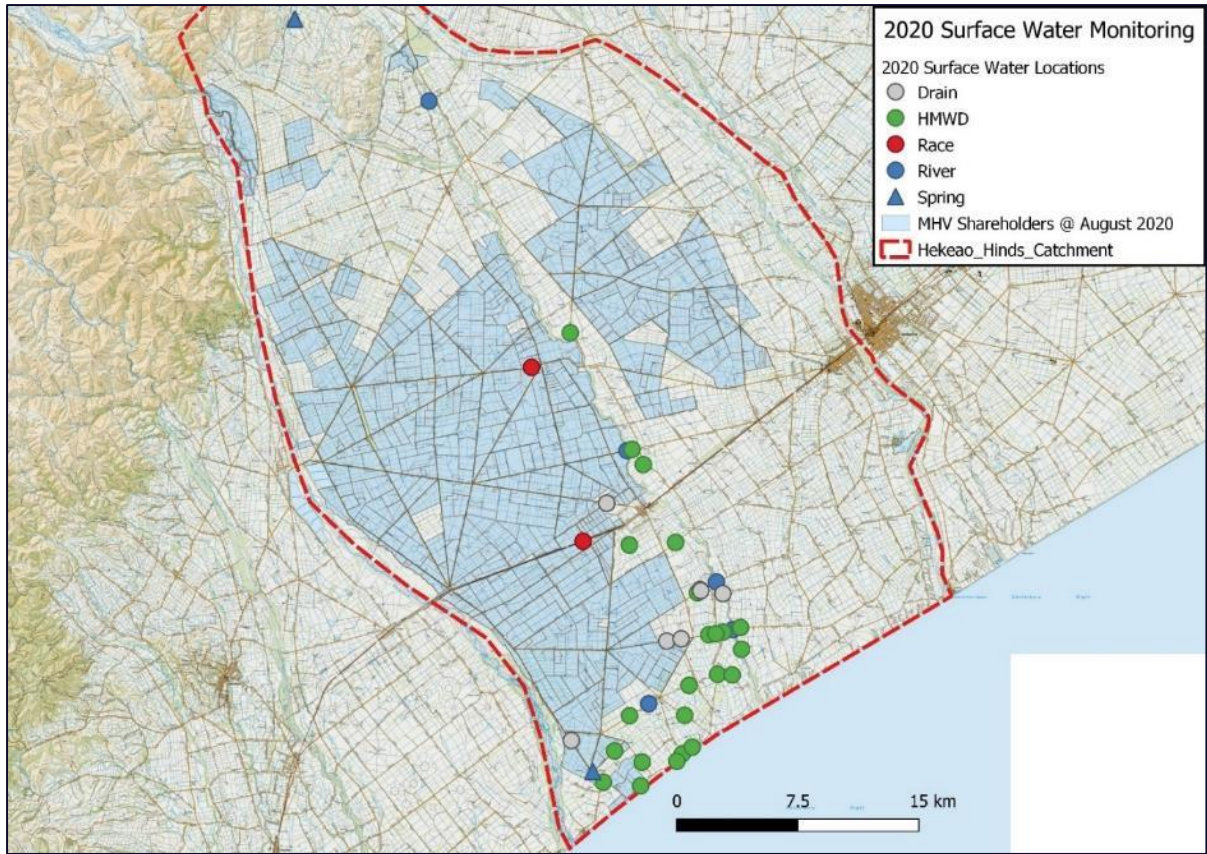 2020 Surface Water Monitoring
2020 Surface Water Locations
Drain
HMWD
Race
River
Spring
MHV Shareholders @ August 2020
Hekeao_Hinds_Catchment
0 7.5 15 km